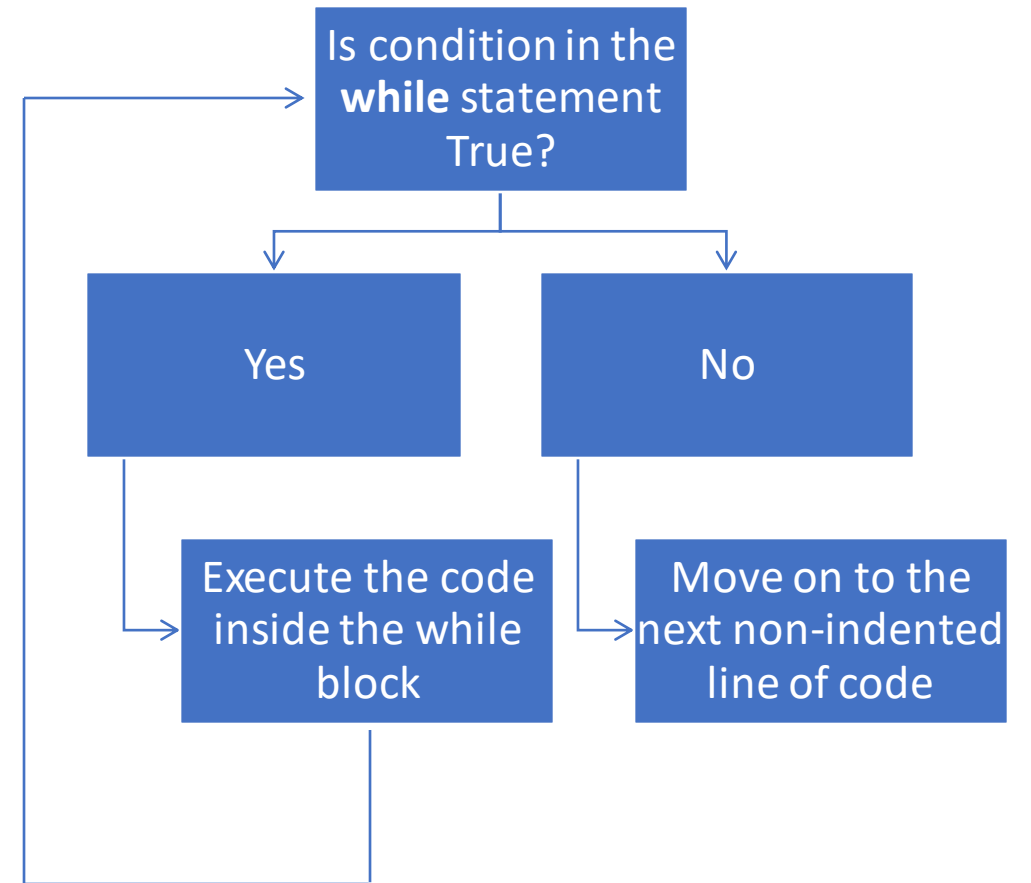 Is condition in the
while statement
True?
Yes
No
Execute the code
inside the while
block
Move on to the
next non-indented
line of code